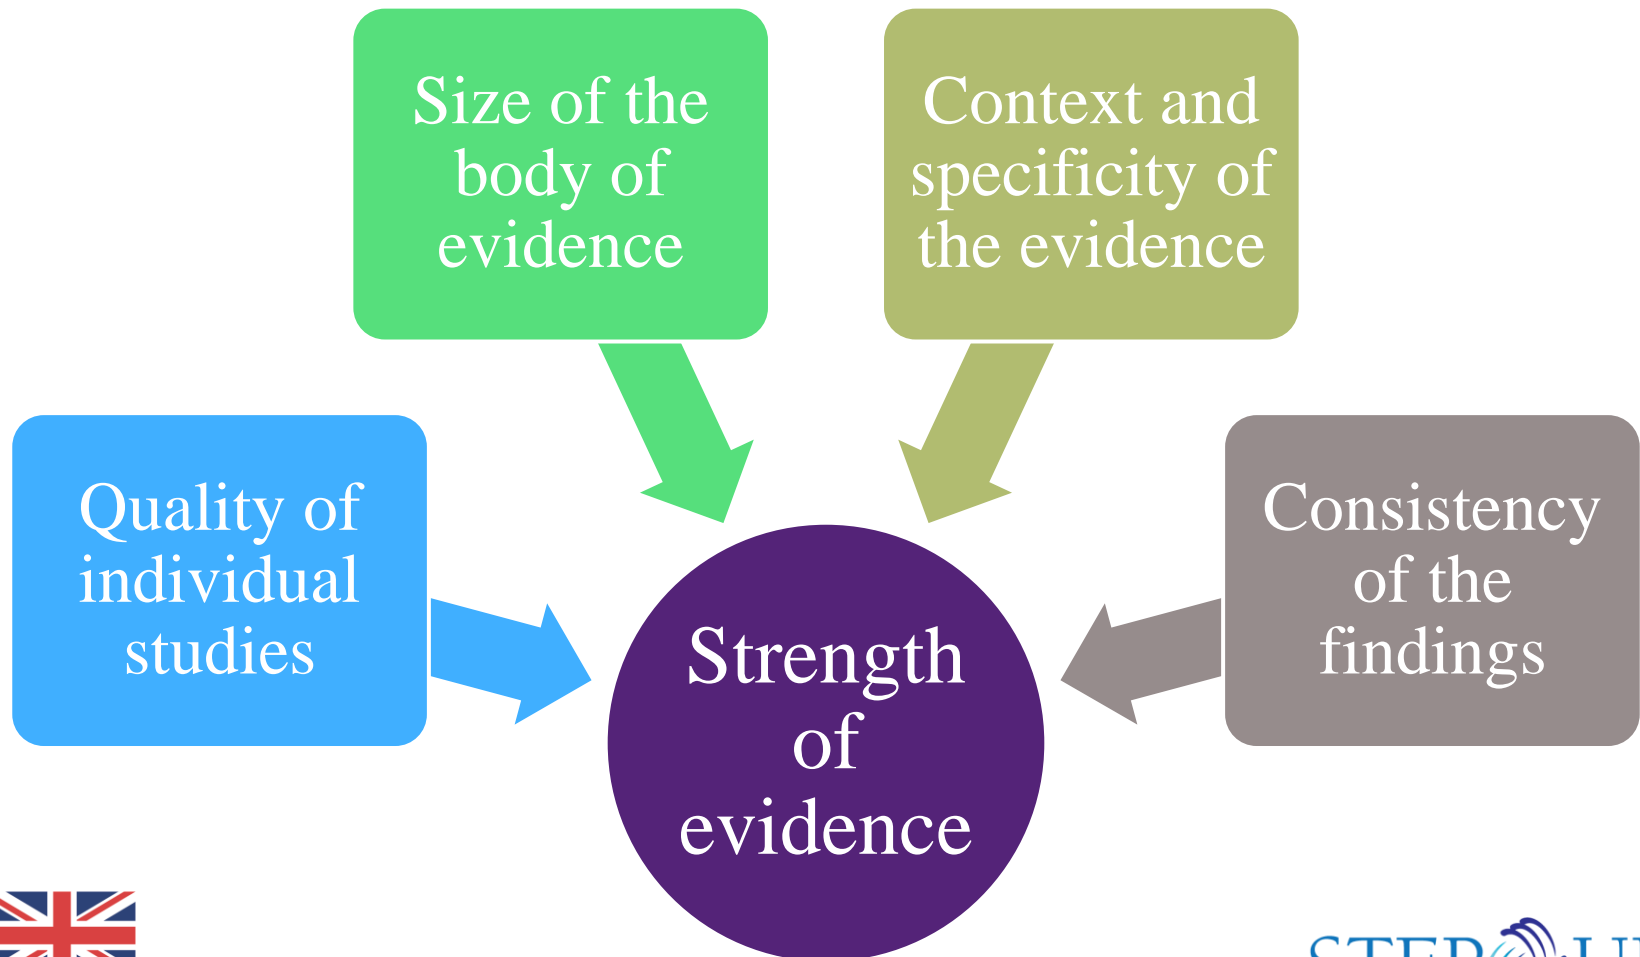 Size of the
body of
evidence
Context and
specificity of
the evidence
Quality of
individual
studies
Consistency
of the
findings
Strength
of
evidence